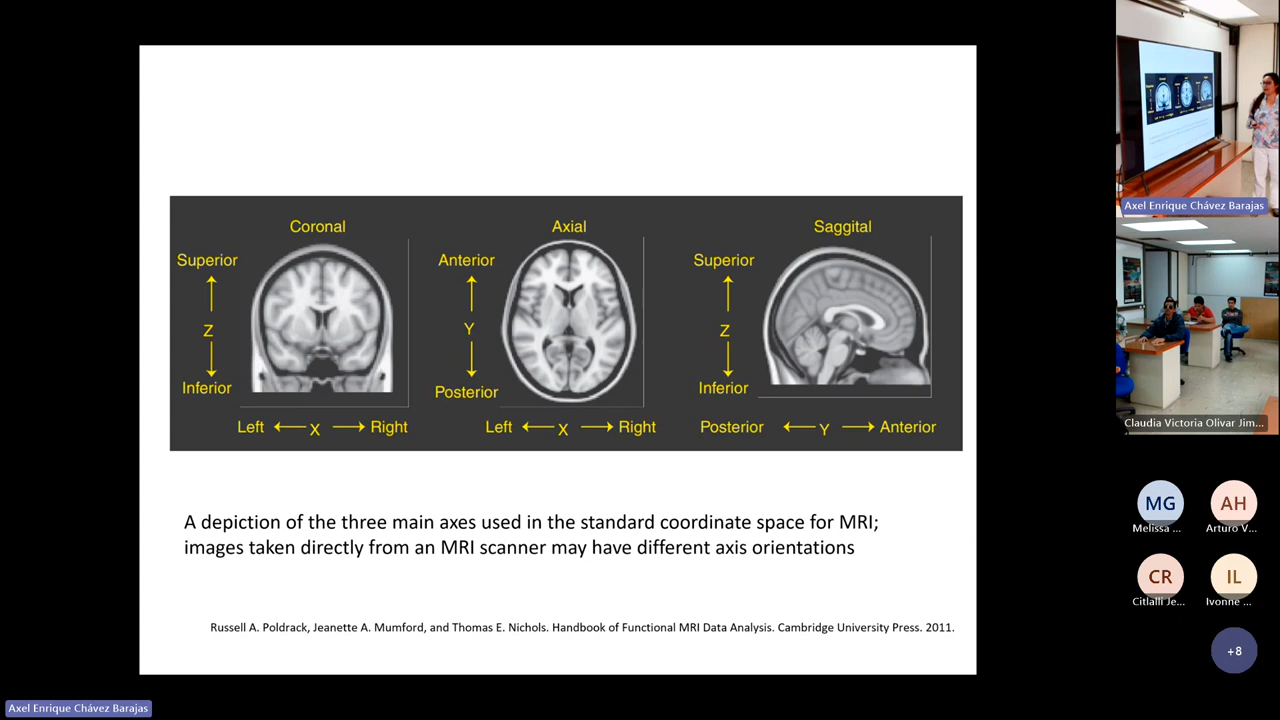 Coronal
Axial
Saggital
Superior
Z
Inferior
Left
X
Right
Anterior
Y
Posterior
Left
X
Right
Superior
Z
Inferior
Posterior
Y
Anterior
A depiction of the three main axes used in the standard coordinate space for MRI;
images taken directly from an MRI scanner may have different axis orientations
Russell A. Poldrack, Jeanette A. Mumford, and Thomas E. Nichols. Handbook of Functional MRI Data Analysis. Cambridge University Press. 2011.
Axel Enrique Chávez Barajas
Axel Enrique Chávez Barajas
Claudia Victoria Olivar Jim...
MG
Melissa ...
AH
Arturo V...
CR
Citlalli Je...
IL
Ivonne ...
+8